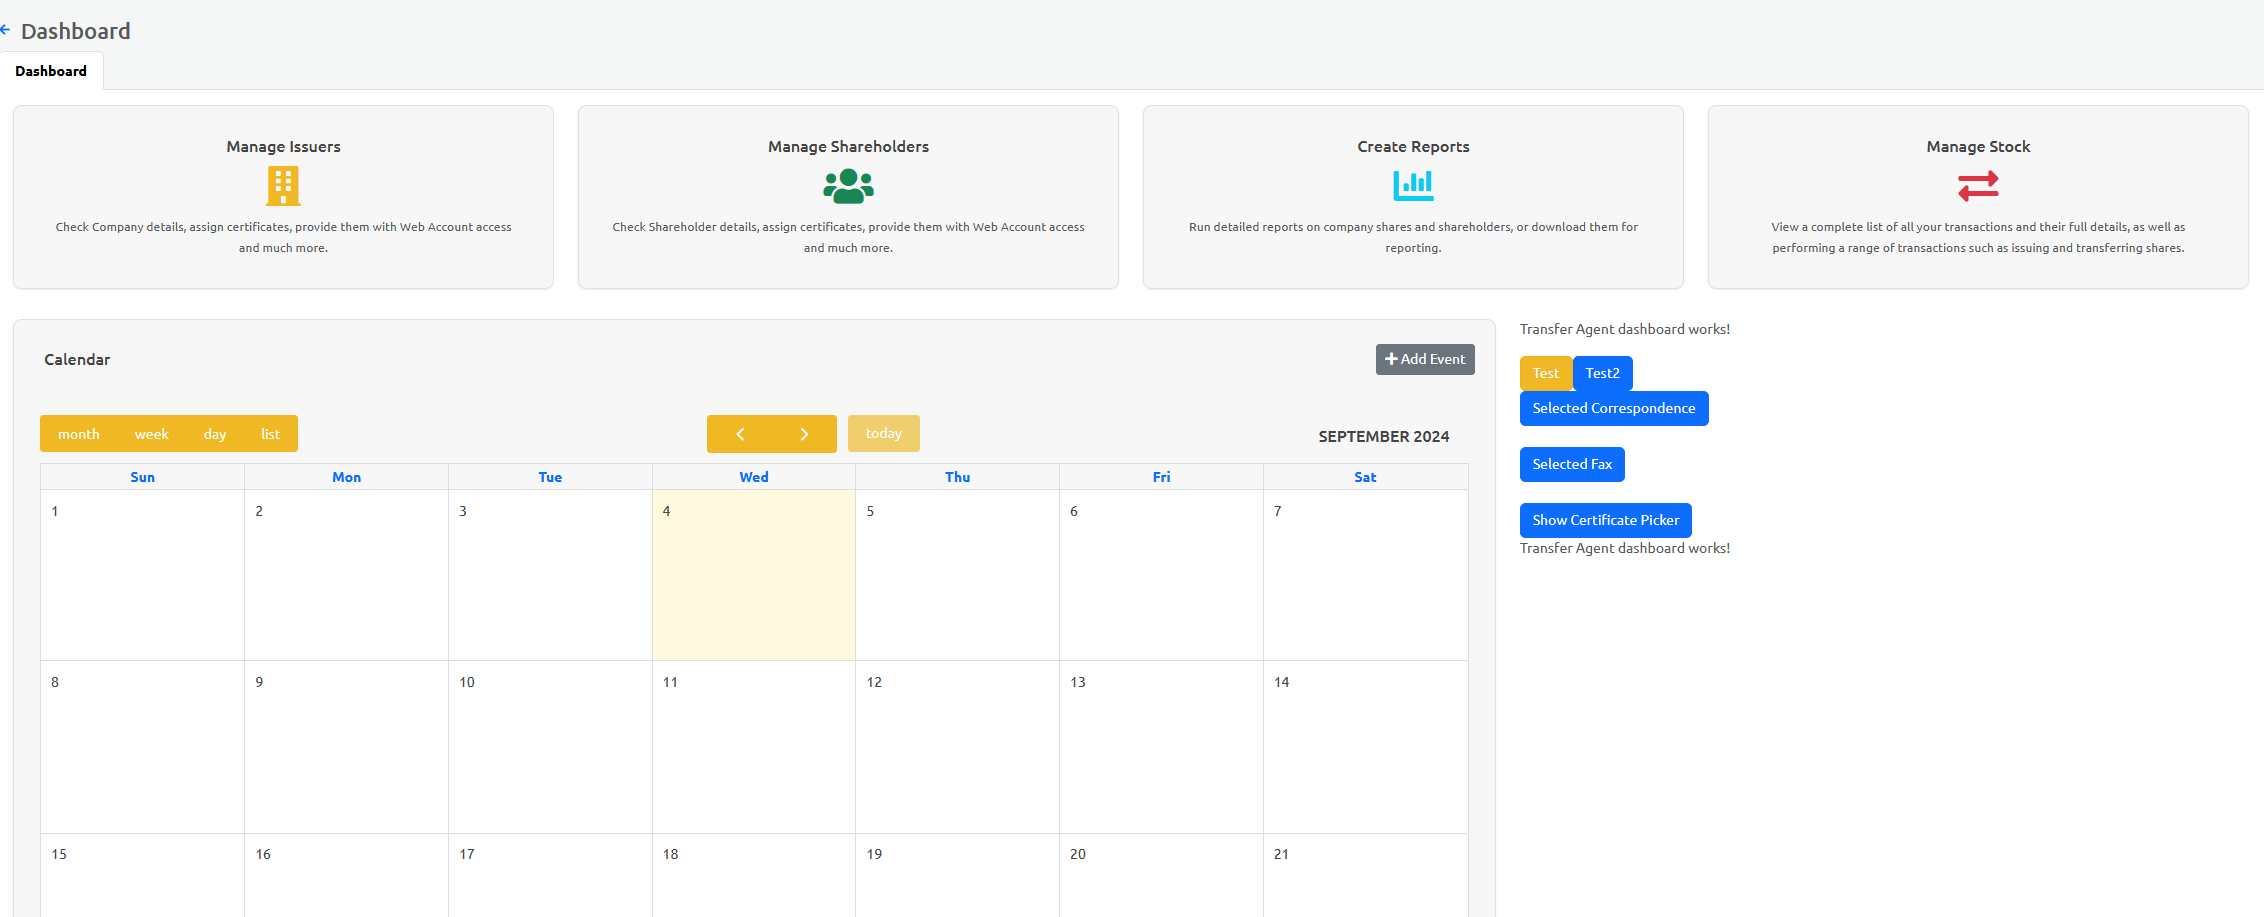 Dashboard
Dashboard
Manage Issuers
Check Company details, assign certificates, provide them with Web Account access
and much more.
Manage Shareholders
Check Shareholder details, assign certificates, provide them with Web Account access
and much more.
Create Reports
Run detailed reports on company shares and shareholders, or download them for
reporting.
Manage Stock
View a complete list of all your transactions and their full details, as well as
performing a range of transactions such as issuing and transferring shares.
Calendar
Add Event
month week day list
today
SEPTEMBER 2024
Sun Mon Tue Wed Thu Fri Sat
1 2 3 4 5 6 7
8 9 10 11 12 13 14
15 16 17 18 19 20 21
Transfer Agent dashboard works!
Test Test2
Selected Correspondence
Selected Fax
Show Certificate Picker
Transfer Agent dashboard works!